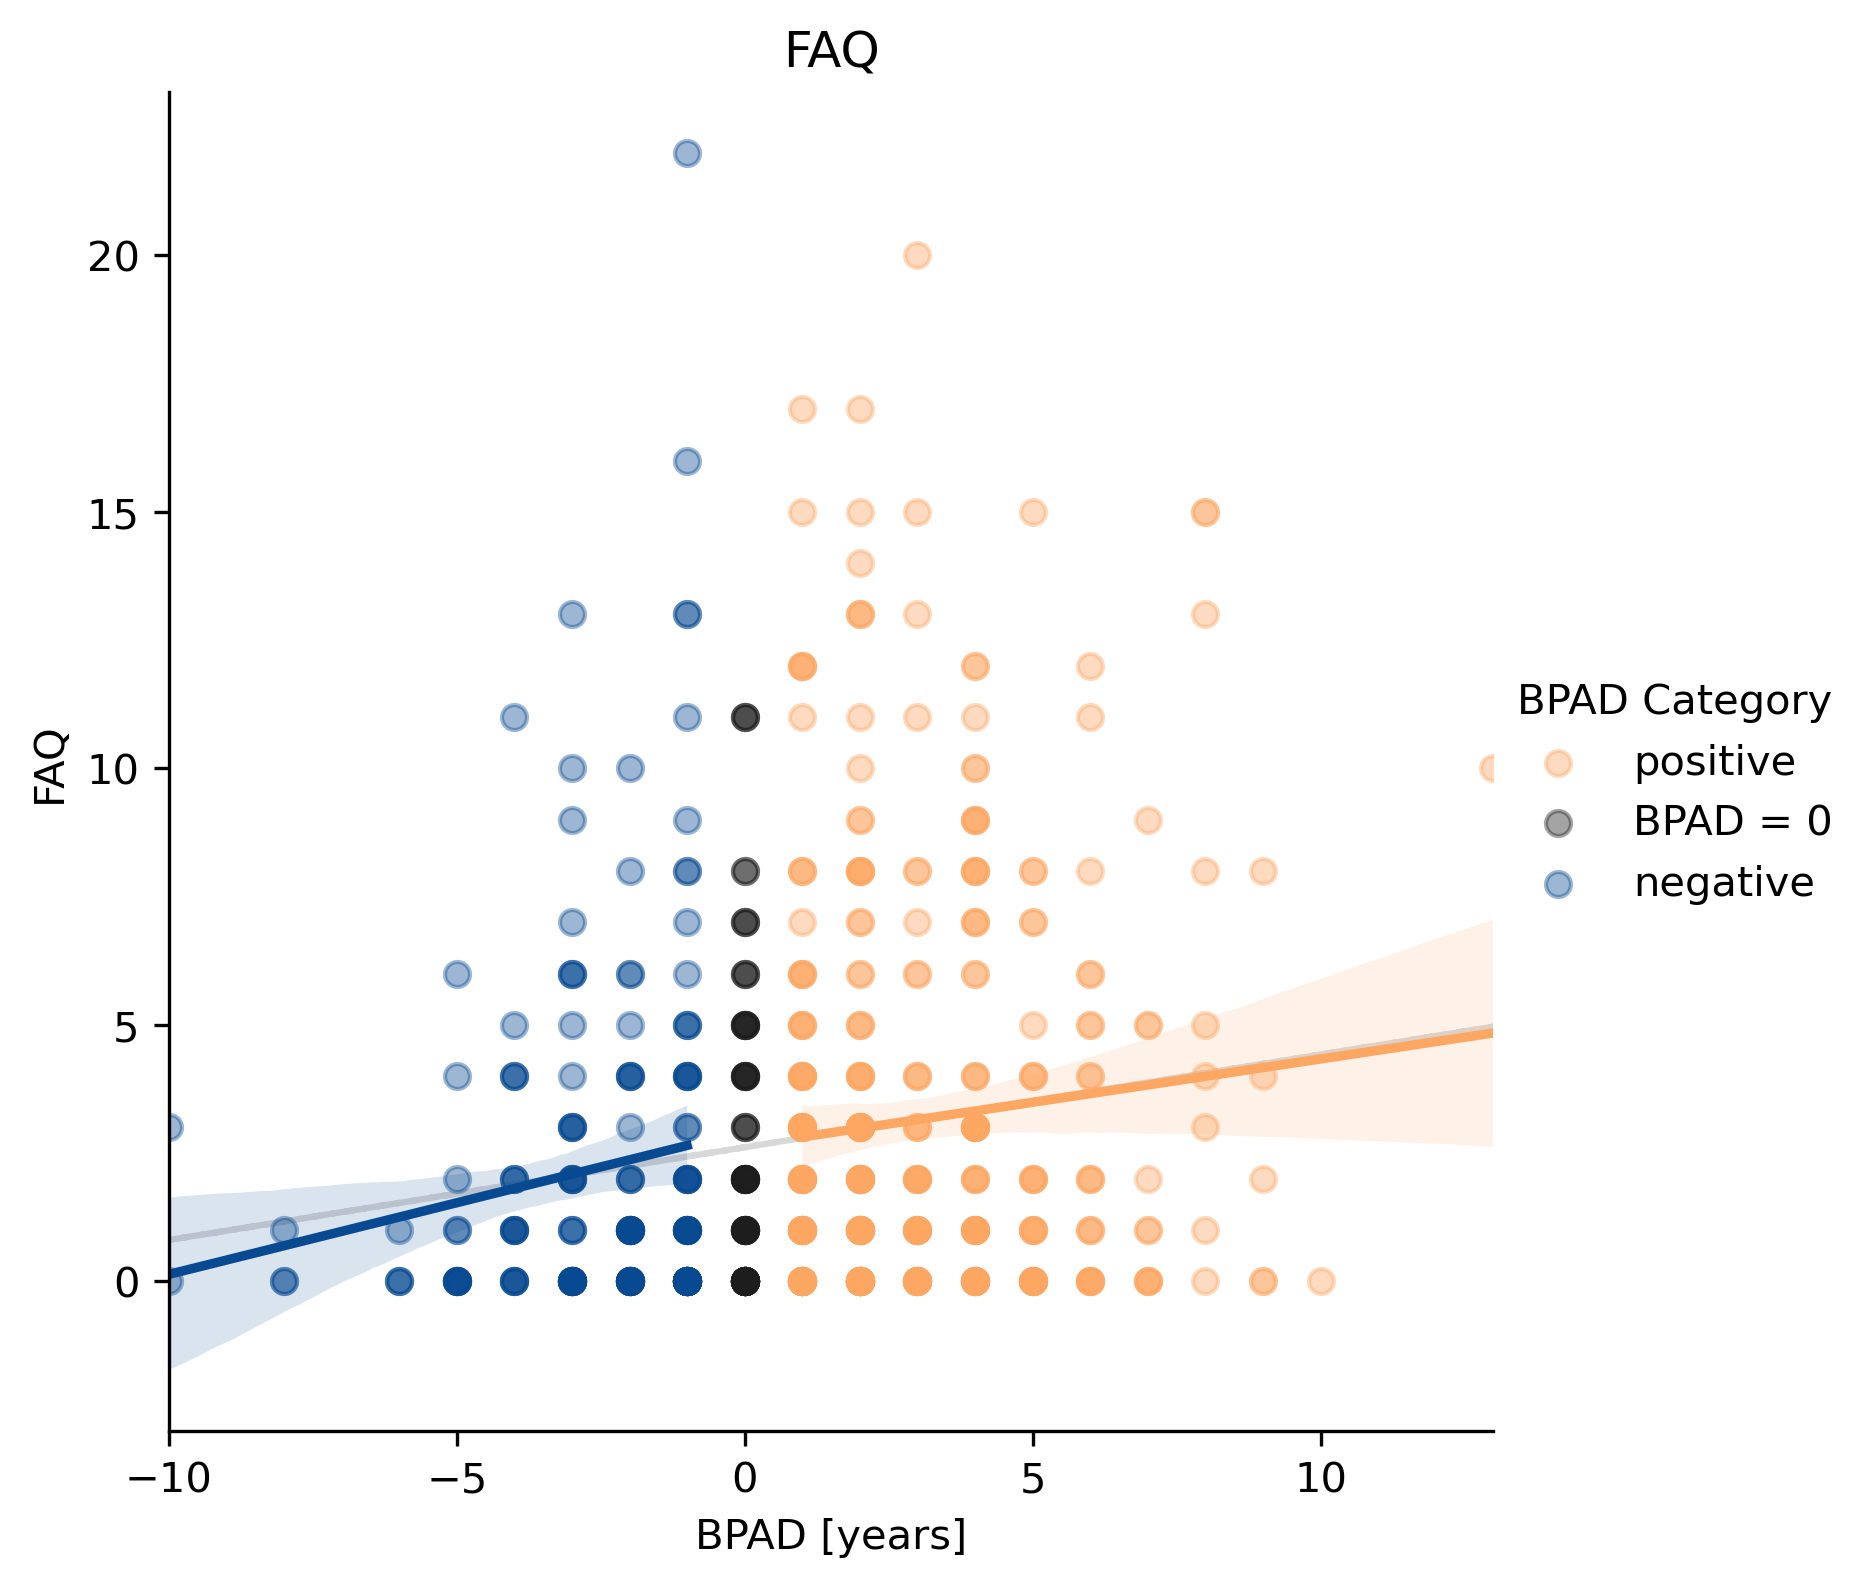 FAQ
20
15
10
5
0
FAQ
−10
−5
0
5
10
BPAD [years]
BPAD Category
positive
BPAD = 0
negative